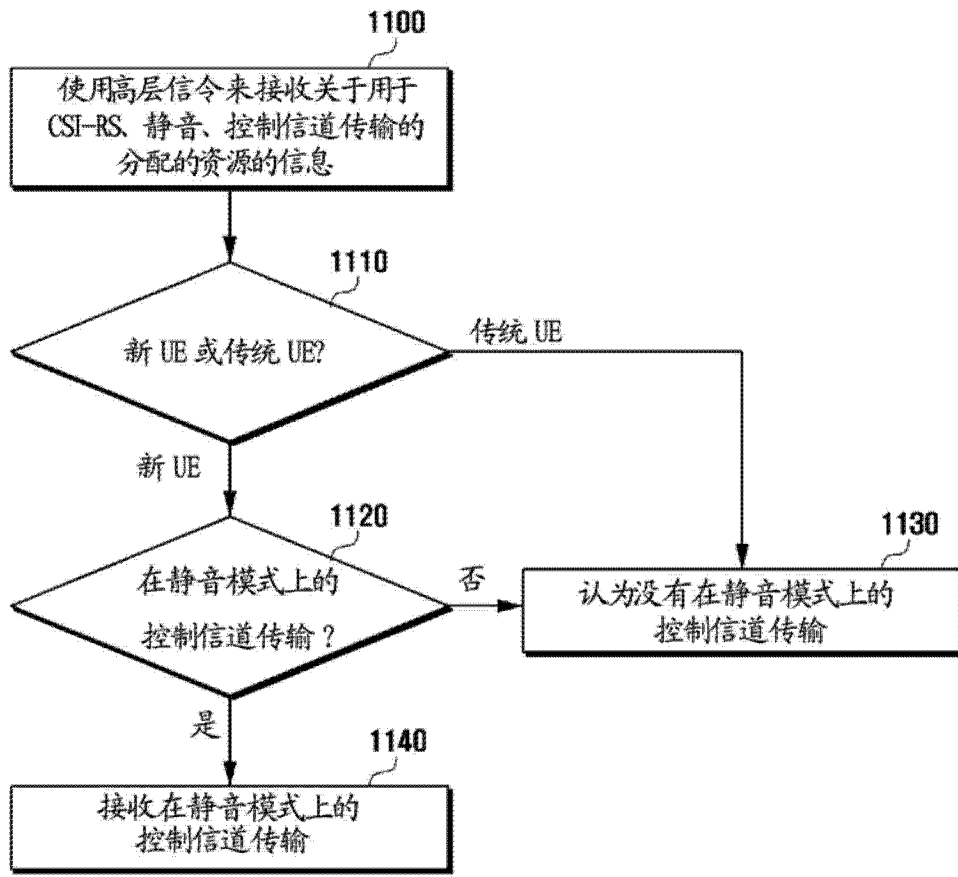 1100
使用高层信令来接收关于用于
CSI-RS、静音、控制信道传输的
分配的资源的信息
1110
新 UE 或传统 UE?
传统 UE
新 UE
1120
在静音模式上的
控制信道传输？
否
1130
认为没有在静音模式上的
控制信道传输
是
1140
接收在静音模式上的
控制信道传输